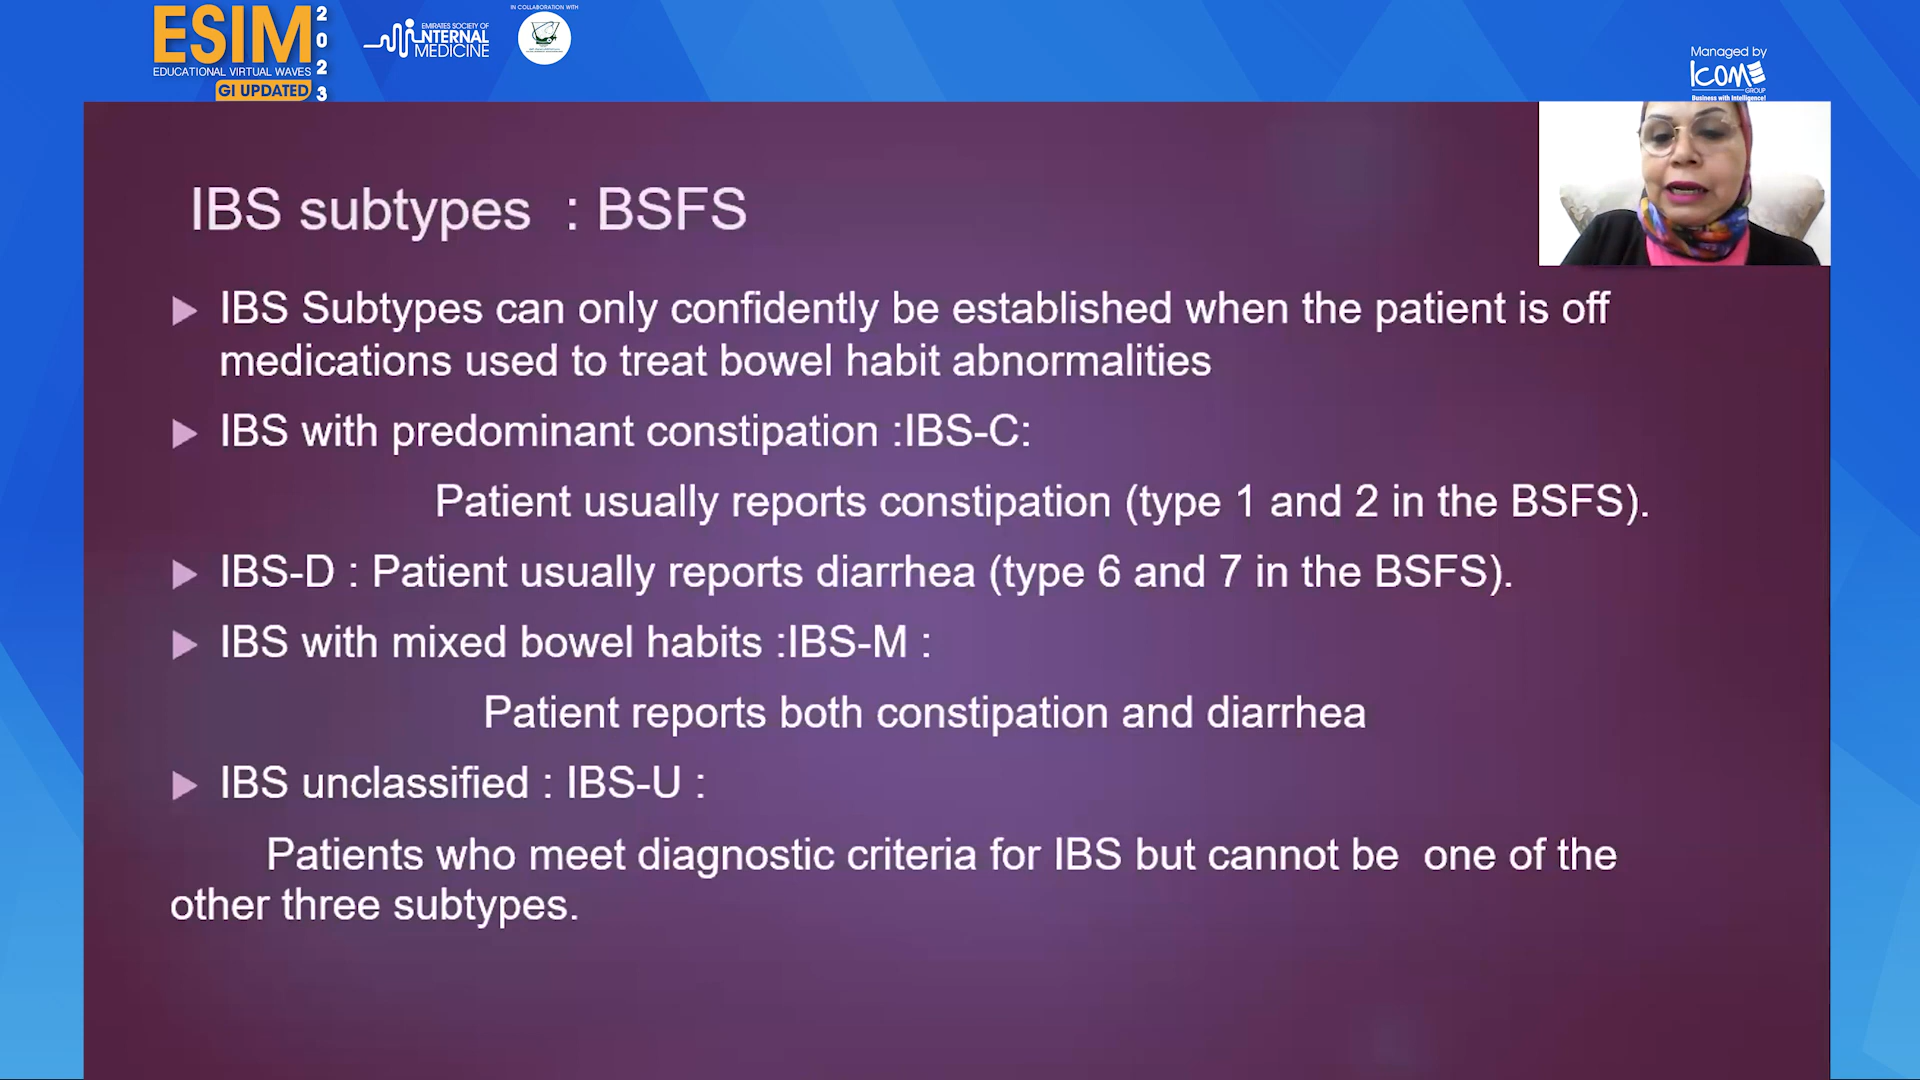 ESIM
2023
EDUCATIONAL VIRTUAL WAVES
GI UPDATED
EMIRATES SOCIETY OF
INTERNAL
MEDICINE
IN COLLABORATION WITH
Managed by
ICOME
GROUP
Business with Intelligence!
IBS subtypes : BSFS
IBS Subtypes can only confidently be established when the patient is off
medications used to treat bowel habit abnormalities
IBS with predominant constipation :IBS-C:
Patient usually reports constipation (type 1 and 2 in the BSFS).
IBS-D : Patient usually reports diarrhea (type 6 and 7 in the BSFS).
IBS with mixed bowel habits :IBS-M :
Patient reports both constipation and diarrhea
IBS unclassified : IBS-U :
Patients who meet diagnostic criteria for IBS but cannot be one of the
other three subtypes.